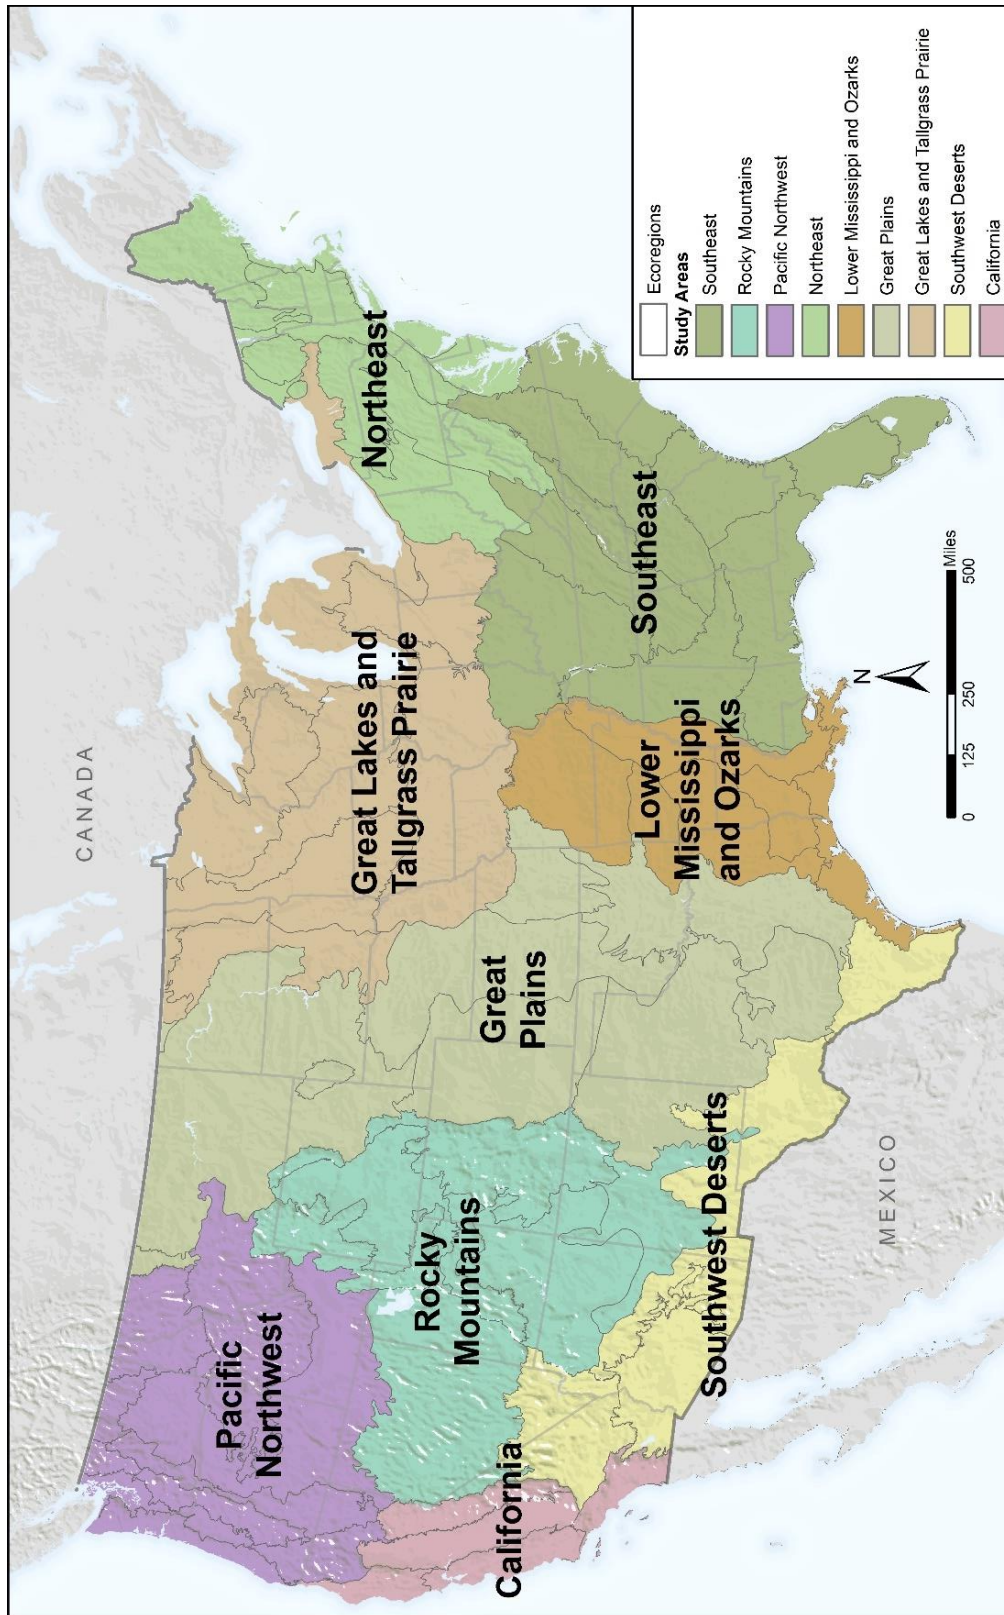 CANADA
Pacific
Northwest
Great Lakes and
Tallgrass Prairie
Northeast
Rocky
Mountains
Great
Plains
California
Lower
Mississippi
and Ozarks
Southeast
Southwest Deserts
MEXICO
N
0 125 250 500
Miles
Ecoregions
Study Areas
Southeast
Rocky Mountains
Pacific Northwest
Northeast
Lower Mississippi and Ozarks
Great Plains
Great Lakes and Tallgrass Prairie
Southwest Deserts
California